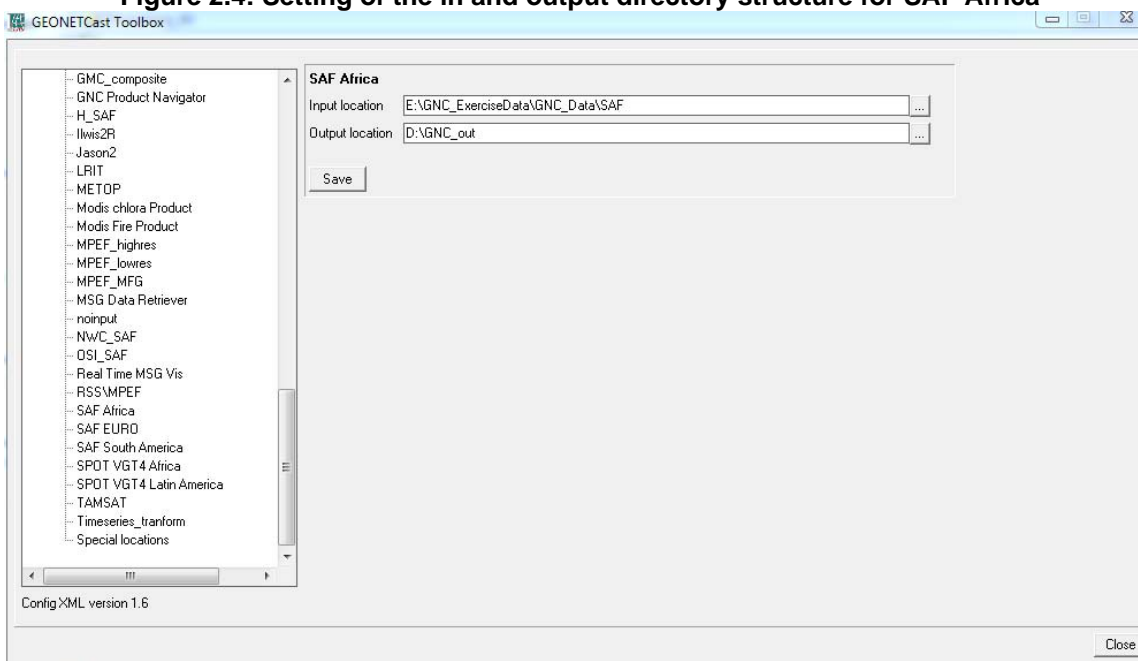 Figure 2.4: Setting of the in and output directory structure for SAF Africa
GEONETCast Toolbox
GMC_composite
GNC Product Navigator
H_SAF
Ilwis2R
Jason2
LRIT
METOP
Modis chlora Product
Modis Fire Product
MPEF_highres
MPEF_lowres
MPEF_MFG
MSG Data Retriever
noinput
NWC_SAF
OSI_SAF
Real Time MSG Vis
RSS\MPEF
SAF Africa
SAF EURO
SAF South America
SPOT VGT4 Africa
SPOT VGT4 Latin America
TAMSAT
Timeseries_tranform
Special locations
Config XML version 1.6
SAF Africa
Input location E:\GNC_ExerciseData\GNC_Data\SAF ...
Output location D:\GNC_out ...
Save
Close